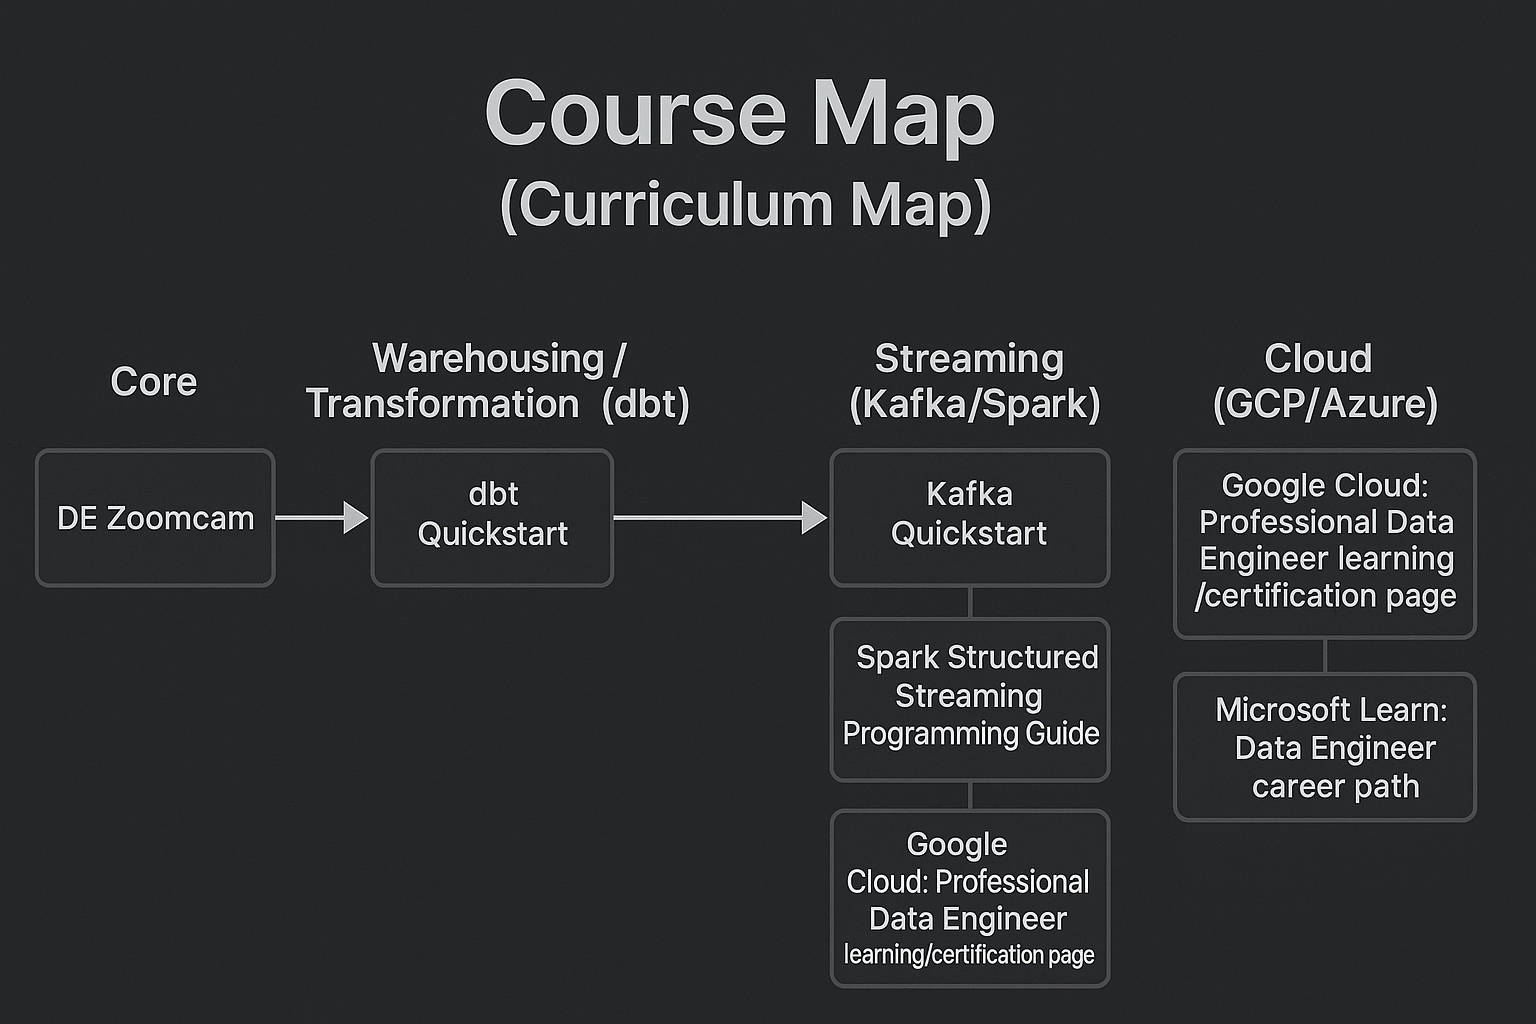 Course Map
(Curriculum Map)
Core
Warehousing /
Transformation (dbt)
Streaming
(Kafka/Spark)
Cloud
(GCP/Azure)
DE Zoomcam
dbt
Quickstart
Kafka
Quickstart
Spark Structured
Streaming
Programming Guide
Google
Cloud: Professional
Data Engineer
learning/certification page
Google Cloud:
Professional Data
Engineer learning
/certification page
Microsoft Learn:
Data Engineer
career path